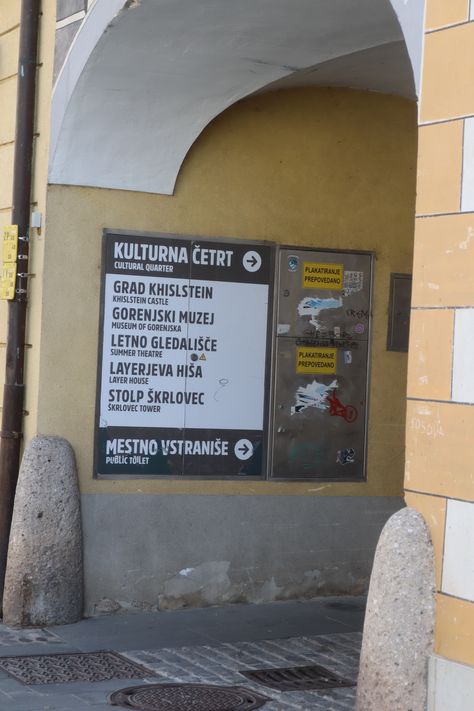 KULTURNA ČETRT
CULTURAL QUARTER
GRAD KHISLSTEIN
KHISLSTEIN CASTLE
GORENJSKI MUZEJ
MUSEUM OF GORENJSKA
LETNO GLEDALIŠČE
SUMMER THEATRE
LAYERJEVA HIŠA
LAYER HOUSE
STOLP ŠKRLOVEC
ŠKRLOVEC TOWER
MESTNO VSTRANIŠE
PUBLIC TOILET
PLAKATIRANJE
PREPOVEDANO
PLAKATIRANJE
PREPOVEDANO